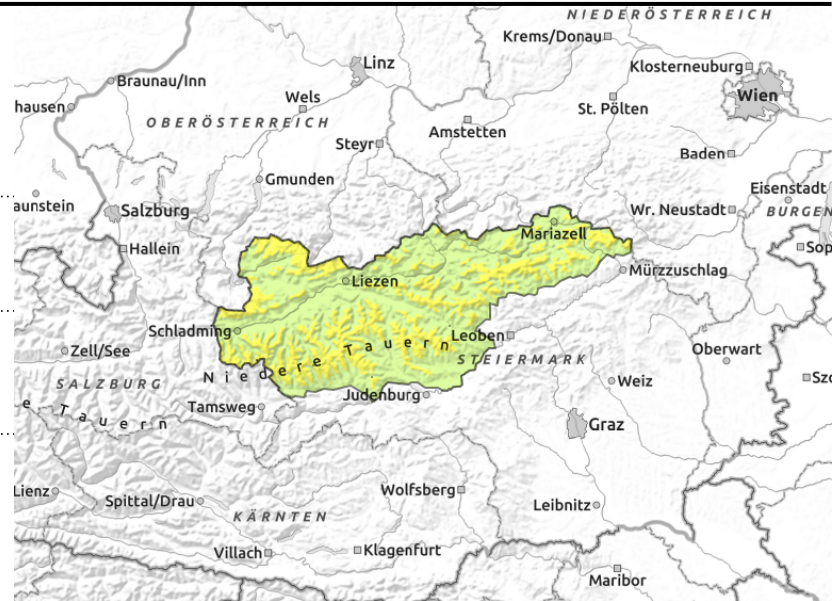 NIEDERÖSTERREICH
Krems/Donau
Linz
Klosterneuburg
Braunau/Inn
Wien
hausen
Wels
St. Pölten
OBERÖSTERREICH
Amstetten
Steyr
Baden
Gmunden
Eisenstadt
aunstein
Salzburg
Wr. Neustadt
BURGEN
Mariazell
Hallein
Sop
Mürzzuschlag
Liezen
Schladming
Leoben
Zell/See
Oberwart
STEIERMARK
Niedere Tauern
SALZBURG
Weiz
Szo
e Tauern
Judenburg
Tamsweg
Graz
Lienz
Wolfsberg
Spittal/Drau
Leibnitz
KÄRNTEN
Villach
Klagenfurt
Maribor